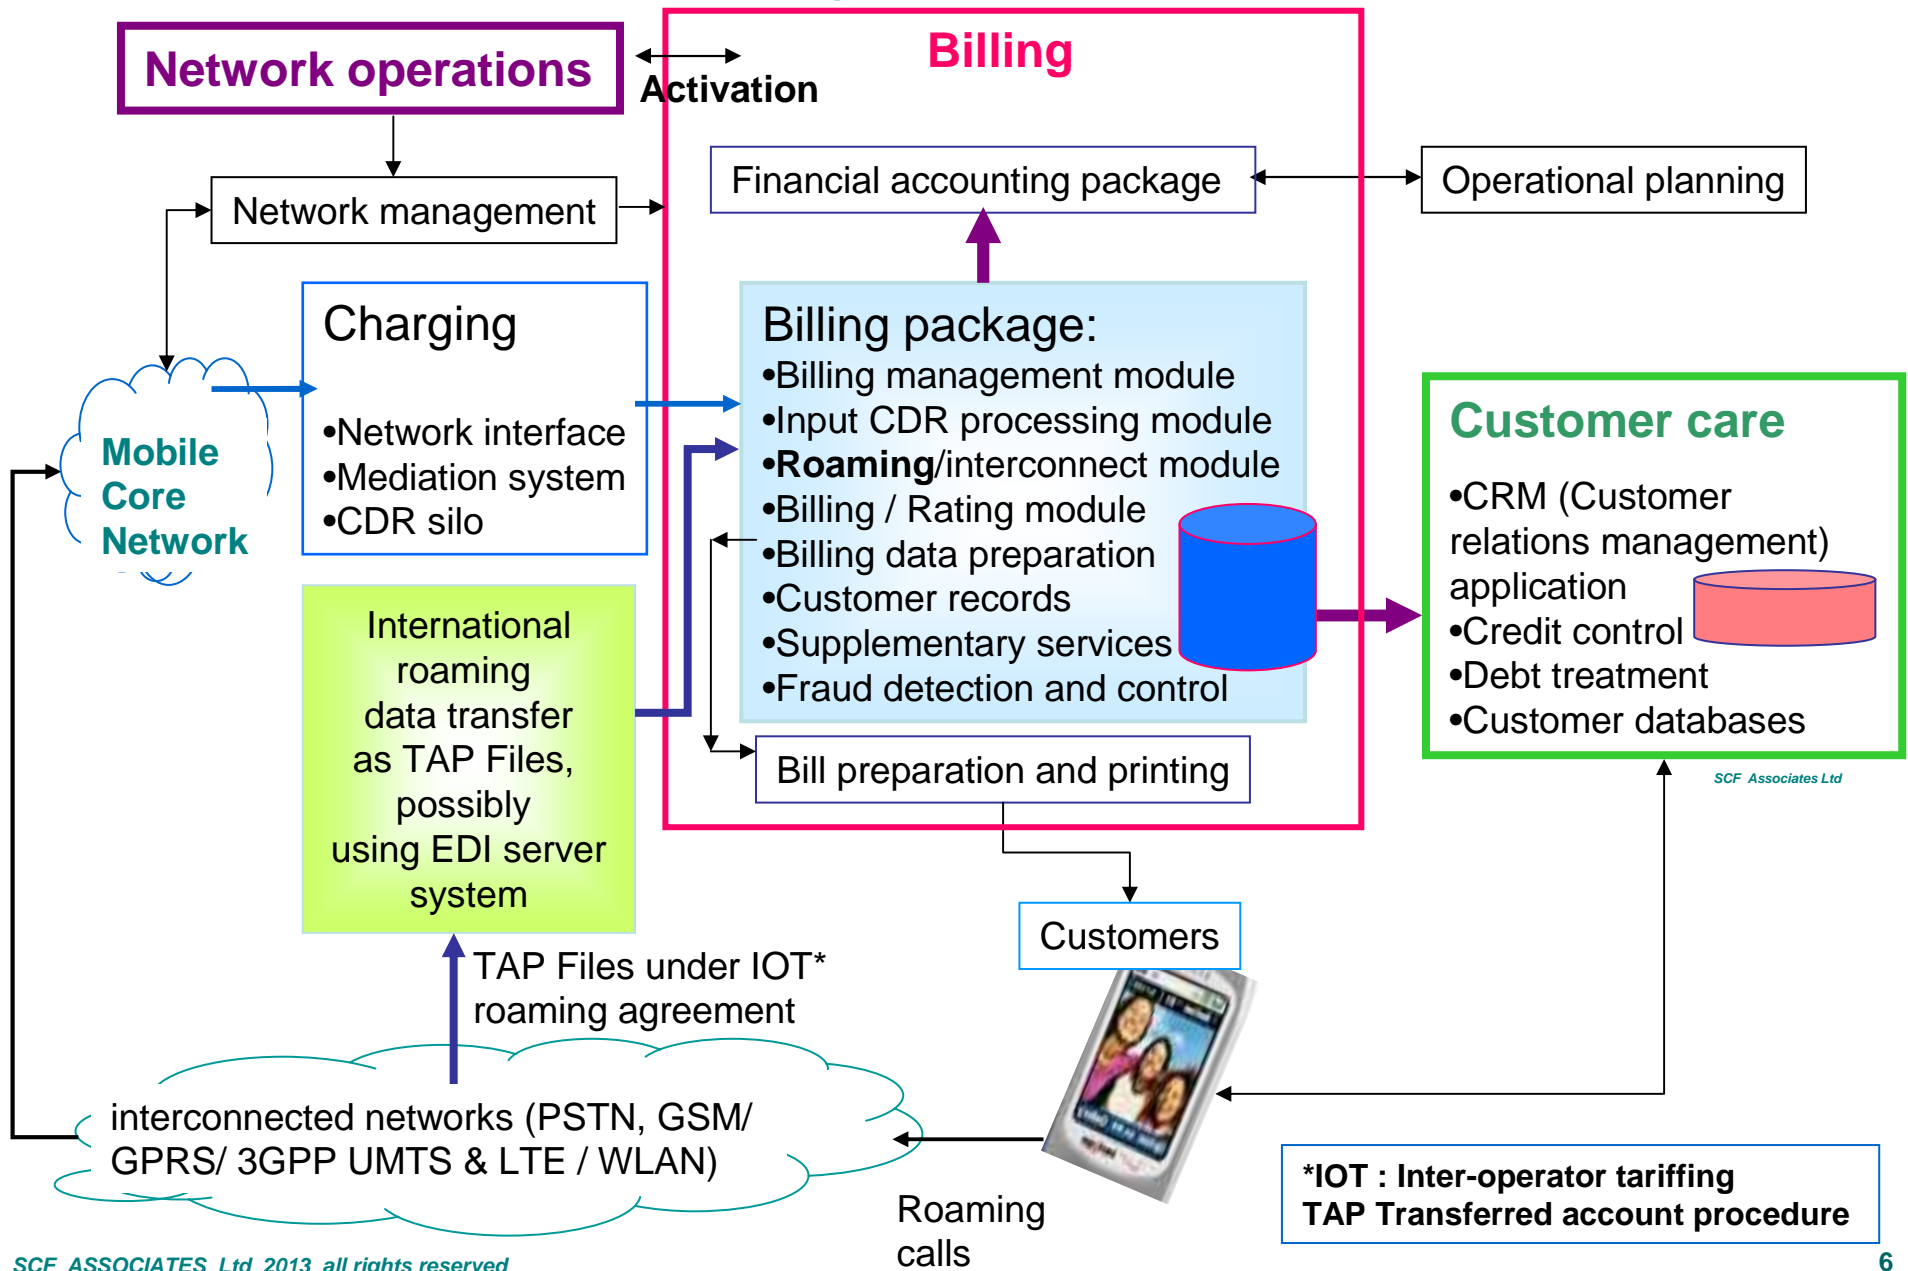 Network operations
Activation
Billing
Financial accounting package
Operational planning
Network management
Charging
•Network interface
•Mediation system
•CDR silo
Billing package:
•Billing management module
•Input CDR processing module
•Roaming/interconnect module
•Billing / Rating module
•Billing data preparation
•Customer records
•Supplementary services
•Fraud detection and control
Mobile
Core
Network
Customer care
•CRM (Customer
relations management)
application
•Credit control
•Debt treatment
•Customer databases
SCF Associates Ltd
International
roaming
data transfer
as TAP Files,
possibly
using EDI server
system
Bill preparation and printing
Customers
TAP Files under IOT*
roaming agreement
interconnected networks (PSTN, GSM/
GPRS/ 3GPP UMTS & LTE / WLAN)
Roaming
calls
*IOT : Inter-operator tariffing
TAP Transferred account procedure
SCF ASSOCIATES Ltd 2013 all rights reserved
6